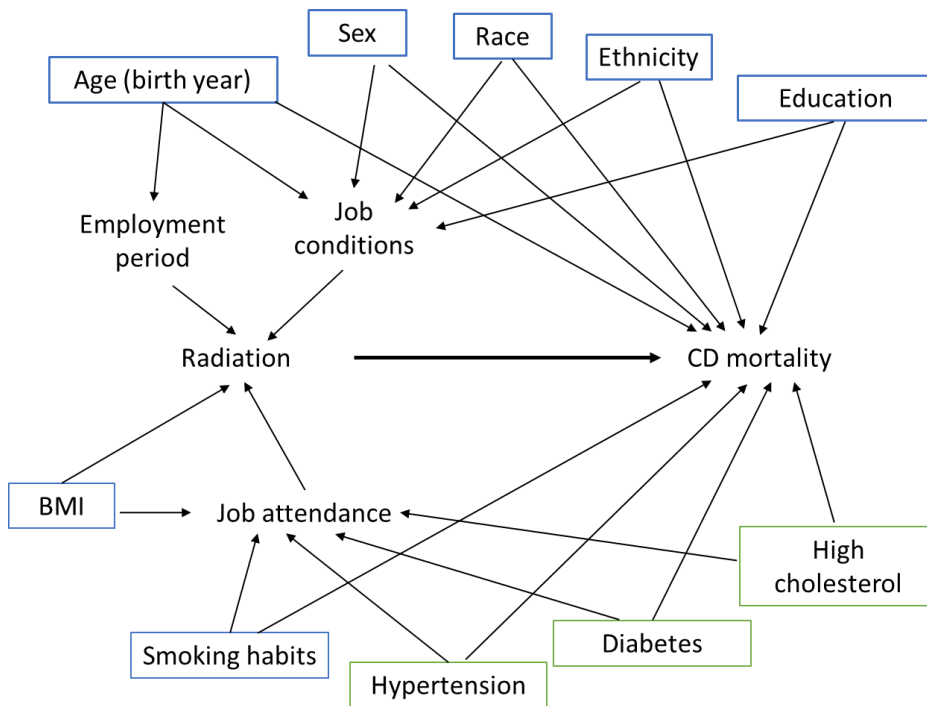 Sex
Race
Ethnicity
Age (birth year)
Education
Employment
period
Job
conditions
Radiation
CD mortality
BMI
Job attendance
High
cholesterol
Smoking habits
Diabetes
Hypertension